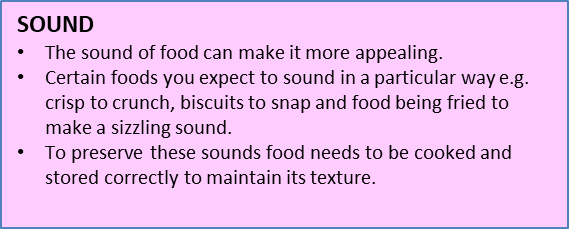 SOUND
• The sound of food can make it more appealing.
• Certain foods you expect to sound in a particular way e.g.
crisp to crunch, biscuits to snap and food being fried to
make a sizzling sound.
• To preserve these sounds food needs to be cooked and
stored correctly to maintain its texture.